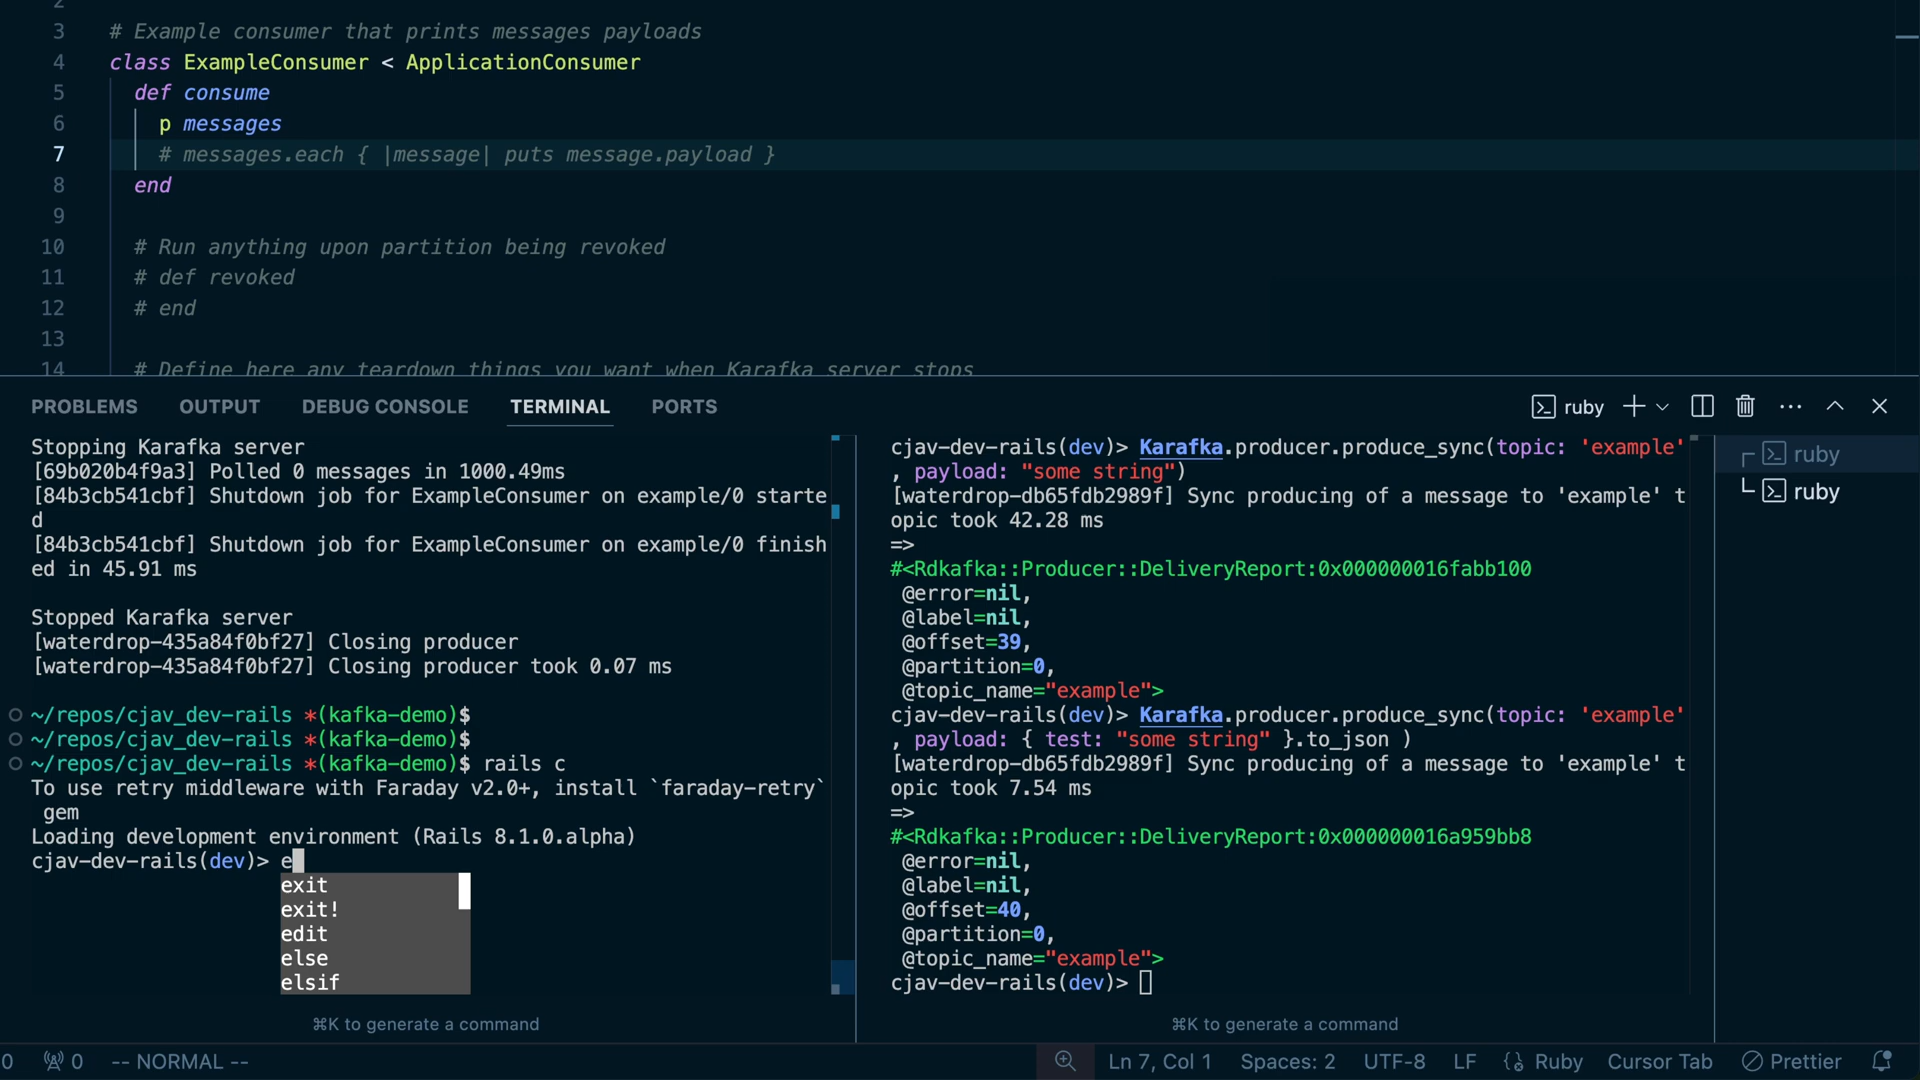 2
3 # Example consumer that prints messages payloads
4 class ExampleConsumer < ApplicationConsumer
5 def consume
6 p messages
7 # messages.each { |message| puts message.payload }
8 end
9
10 # Run anything upon partition being revoked
11 # def revoked
12 # end
13
14 # Define here any teardown things you want when Karafka server stops
PROBLEMS OUTPUT DEBUG CONSOLE TERMINAL PORTS
ruby
Stopping Karafka server
[69b020b4f9a3] Polled 0 messages in 1000.49ms
[84b3cb541cbf] Shutdown job for ExampleConsumer on example/0 starte
d
[84b3cb541cbf] Shutdown job for ExampleConsumer on example/0 finish
ed in 45.91 ms
Stopped Karafka server
[waterdrop-435a84f0bf27] Closing producer
[waterdrop-435a84f0bf27] Closing producer took 0.07 ms
~/repos/cjav_dev-rails *(kafka-demo)$
~/repos/cjav_dev-rails *(kafka-demo)$
~/repos/cjav_dev-rails *(kafka-demo)$ rails c
To use retry middleware with Faraday v2.0+, install `faraday-retry`
gem
Loading development environment (Rails 8.1.0.alpha)
cjav-dev-rails(dev)> e
exit
exit!
edit
else
elsif
⌘K to generate a command
cjav-dev-rails(dev)> Karafka.producer.produce_sync(topic: 'example'
, payload: "some string")
[waterdrop-db65fdb2989f] Sync producing of a message to 'example' t
opic took 42.28 ms
=>
#<Rdkafka::Producer::DeliveryReport:0x000000016fabb100
@error=nil,
@label=nil,
@offset=39,
@partition=0,
@topic_name="example">
cjav-dev-rails(dev)> Karafka.producer.produce_sync(topic: 'example'
, payload: { test: "some string" }.to_json )
[waterdrop-db65fdb2989f] Sync producing of a message to 'example' t
opic took 7.54 ms
=>
#<Rdkafka::Producer::DeliveryReport:0x000000016a959bb8
@error=nil,
@label=nil,
@offset=40,
@partition=0,
@topic_name="example">
cjav-dev-rails(dev)>
⌘K to generate a command
ruby
ruby
0 0 -- NORMAL -- Ln 7, Col 1 Spaces: 2 UTF-8 LF Ruby Cursor Tab Prettier